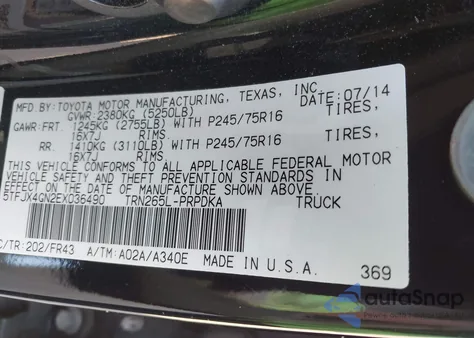 MFD. BY: TOYOTA MOTOR MANUFACTURING, TEXAS, INC. DATE: 07/14
GVWR: 2380KG (5250LB)
GAWR: FRT. 1245KG (2755LB) WITH P245/75R16 TIRES,
16X7J RIMS.
RR. 1410KG (3110LB) WITH P245/75R16 TIRES,
16X7J RIMS.
THIS VEHICLE CONFORMS TO ALL APPLICABLE FEDERAL MOTOR
VEHICLE SAFETY AND THEFT PREVENTION STANDARDS IN
EFFECT ON THE DATE OF MANUFACTURE SHOWN ABOVE.
5TFJX4GN2EX036490 TRN265L-PRPDKA TRUCK
C/TR: 202/FR43 A/TM: A02A/A340E MADE IN U.S.A.
369
autoSnap